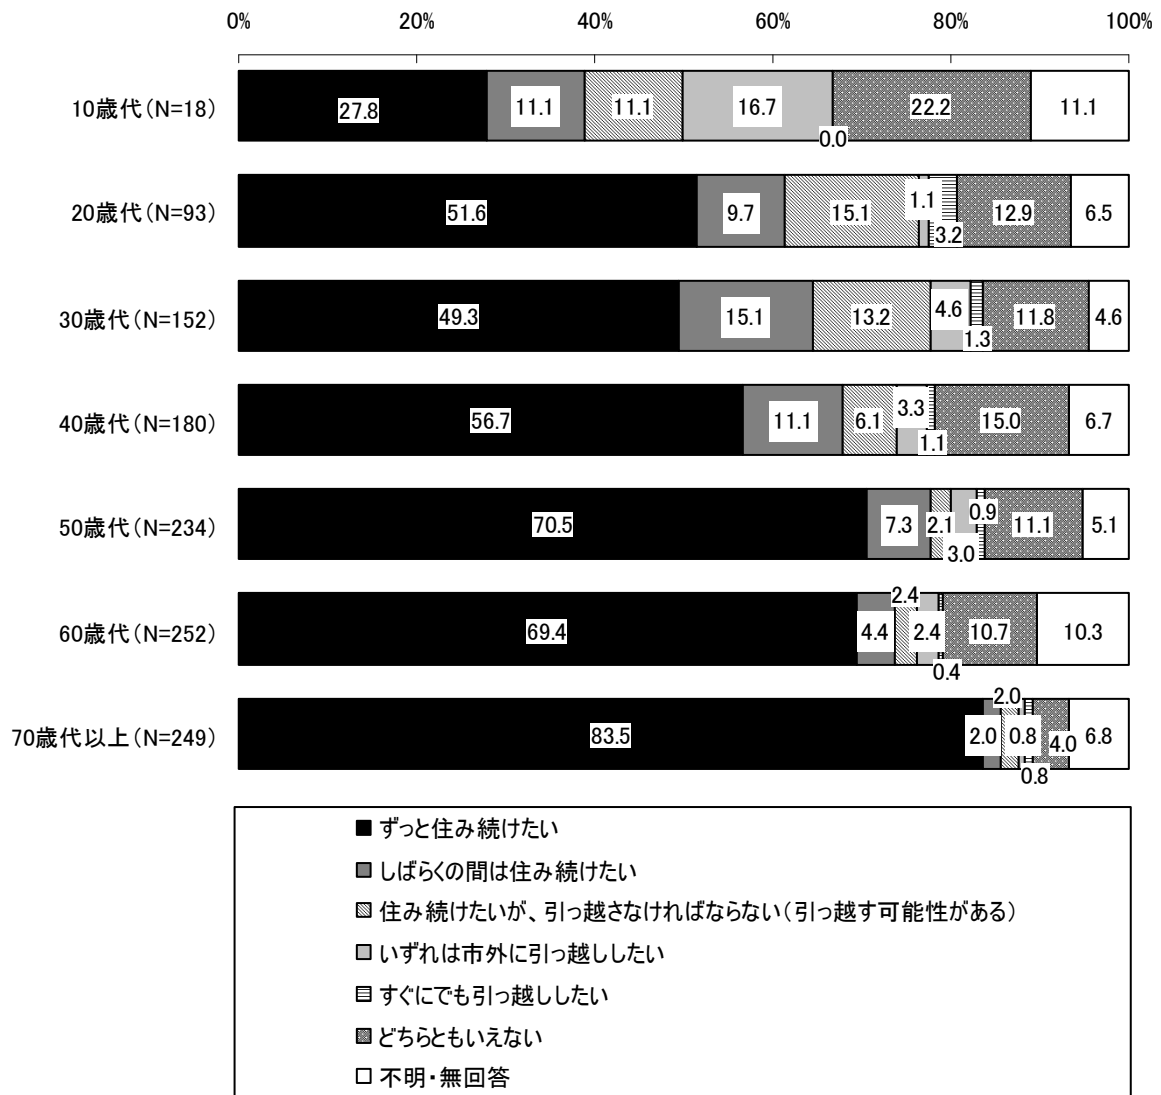 0% 20% 40% 60% 80% 100%
10歳代(N=18) 27.8 11.1 11.1 16.7 0.0 22.2 11.1
20歳代(N=93) 51.6 9.7 15.1 1.1 3.2 12.9 6.5
30歳代(N=152) 49.3 15.1 13.2 4.6 1.3 11.8 4.6
40歳代(N=180) 56.7 11.1 6.1 3.3 1.1 15.0 6.7
50歳代(N=234) 70.5 7.3 2.1 3.0 0.9 11.1 5.1
60歳代(N=252) 69.4 4.4 2.4 2.4 0.4 10.7 10.3
70歳代以上(N=249) 83.5 2.0 2.0 0.8 0.8 4.0 6.8
ずっと住み続けたい
しばらくの間は住み続けたい
住み続けたいが、引っ越さなければならない(引っ越す可能性がある)
いずれは市外に引っ越ししたい
すぐにでも引っ越ししたい
どちらともいえない
不明・無回答